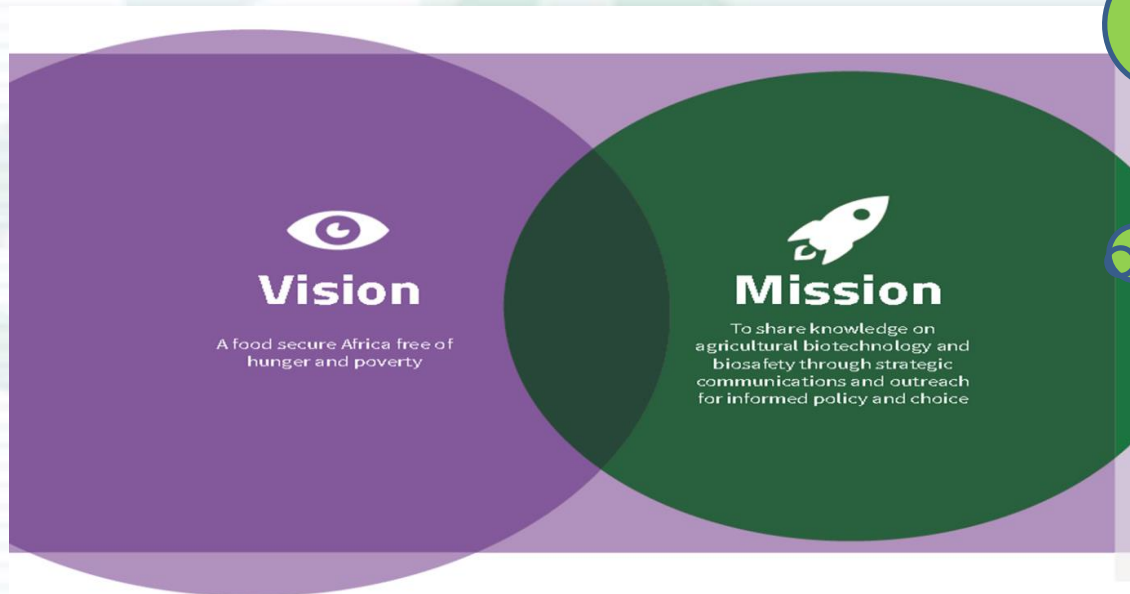 Vision
A food secure Africa free of
hunger and poverty
Mission
To share knowledge on
agricultural biotechnology and
biosafety through strategic
communications and outreach
for informed policy and choice